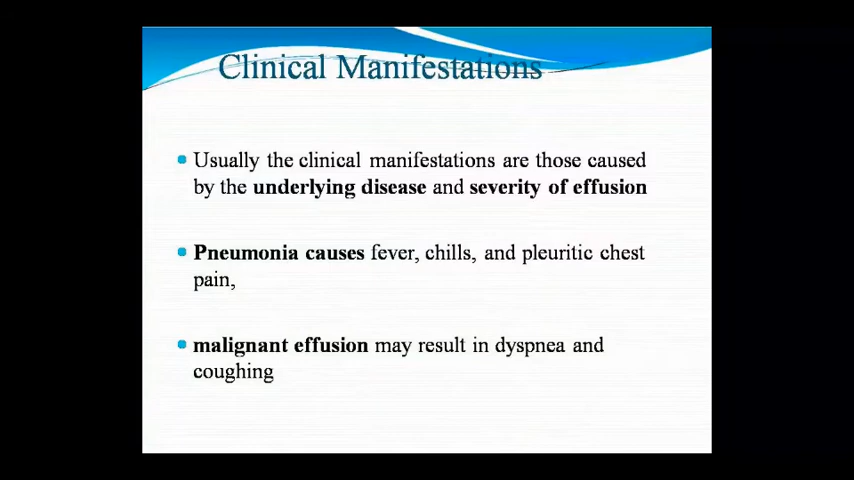 Clinical Manifestations
Usually the clinical manifestations are those caused
by the underlying disease and severity of effusion
Pneumonia causes fever, chills, and pleuritic chest
pain,
malignant effusion may result in dyspnea and
coughing